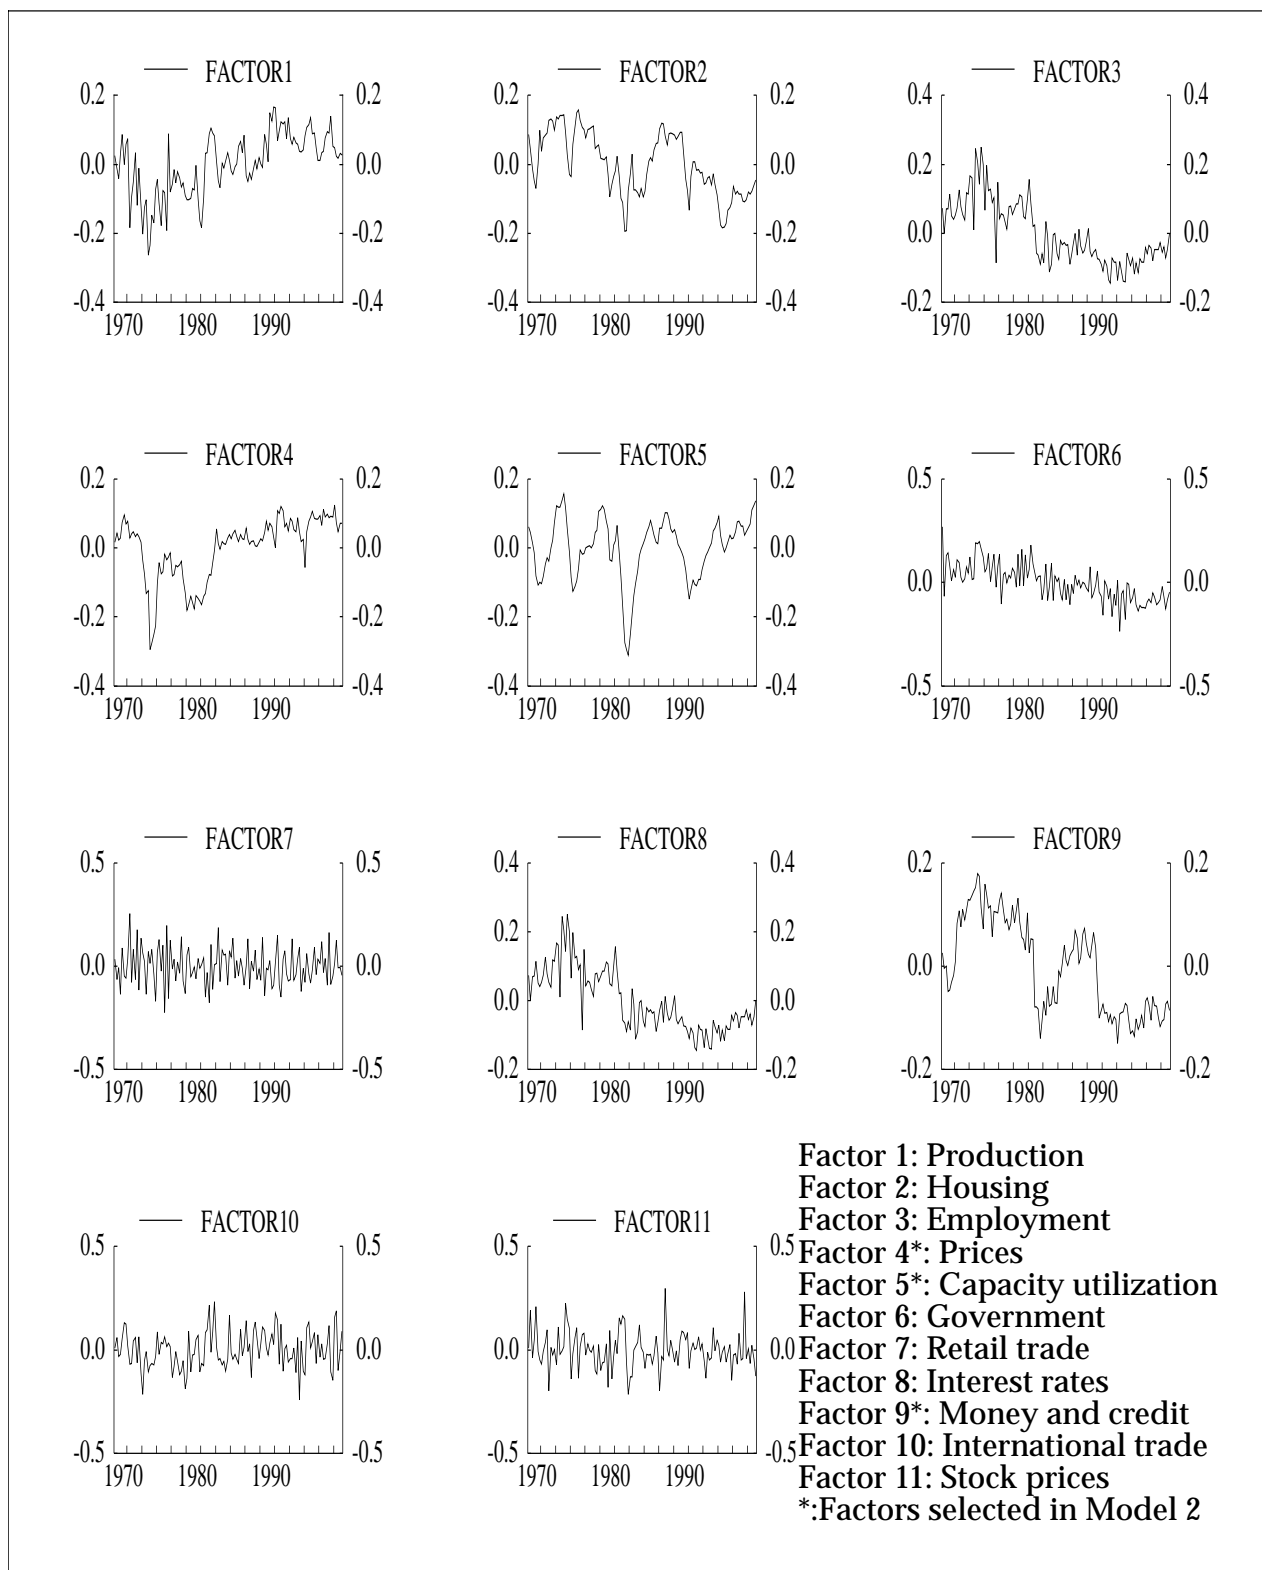 FACTOR1
0.2 0.2
0.0 0.0
-0.2 -0.2
-0.4 -0.4
1970 1980 1990
FACTOR2
0.2 0.2
0.0 0.0
-0.2 -0.2
-0.4 -0.4
1970 1980 1990
FACTOR3
0.4 0.4
0.2 0.2
0.0 0.0
-0.2 -0.2
1970 1980 1990
FACTOR4
0.2 0.2
0.0 0.0
-0.2 -0.2
-0.4 -0.4
1970 1980 1990
FACTOR5
0.2 0.2
0.0 0.0
-0.2 -0.2
-0.4 -0.4
1970 1980 1990
FACTOR6
0.5 0.5
0.0 0.0
-0.5 -0.5
1970 1980 1990
FACTOR7
0.5 0.5
0.0 0.0
-0.5 -0.5
1970 1980 1990
FACTOR8
0.4 0.4
0.2 0.2
0.0 0.0
-0.2 -0.2
1970 1980 1990
FACTOR9
0.2 0.2
0.0 0.0
-0.2 -0.2
1970 1980 1990
FACTOR10
0.5 0.5
0.0 0.0
-0.5 -0.5
1970 1980 1990
FACTOR11
0.5 0.5
0.0 0.0
-0.5 -0.5
1970 1980 1990
Factor 1: Production
Factor 2: Housing
Factor 3: Employment
Factor 4*: Prices
Factor 5*: Capacity utilization
Factor 6: Government
Factor 7: Retail trade
Factor 8: Interest rates
Factor 9*: Money and credit
Factor 10: International trade
Factor 11: Stock prices
*:Factors selected in Model 2